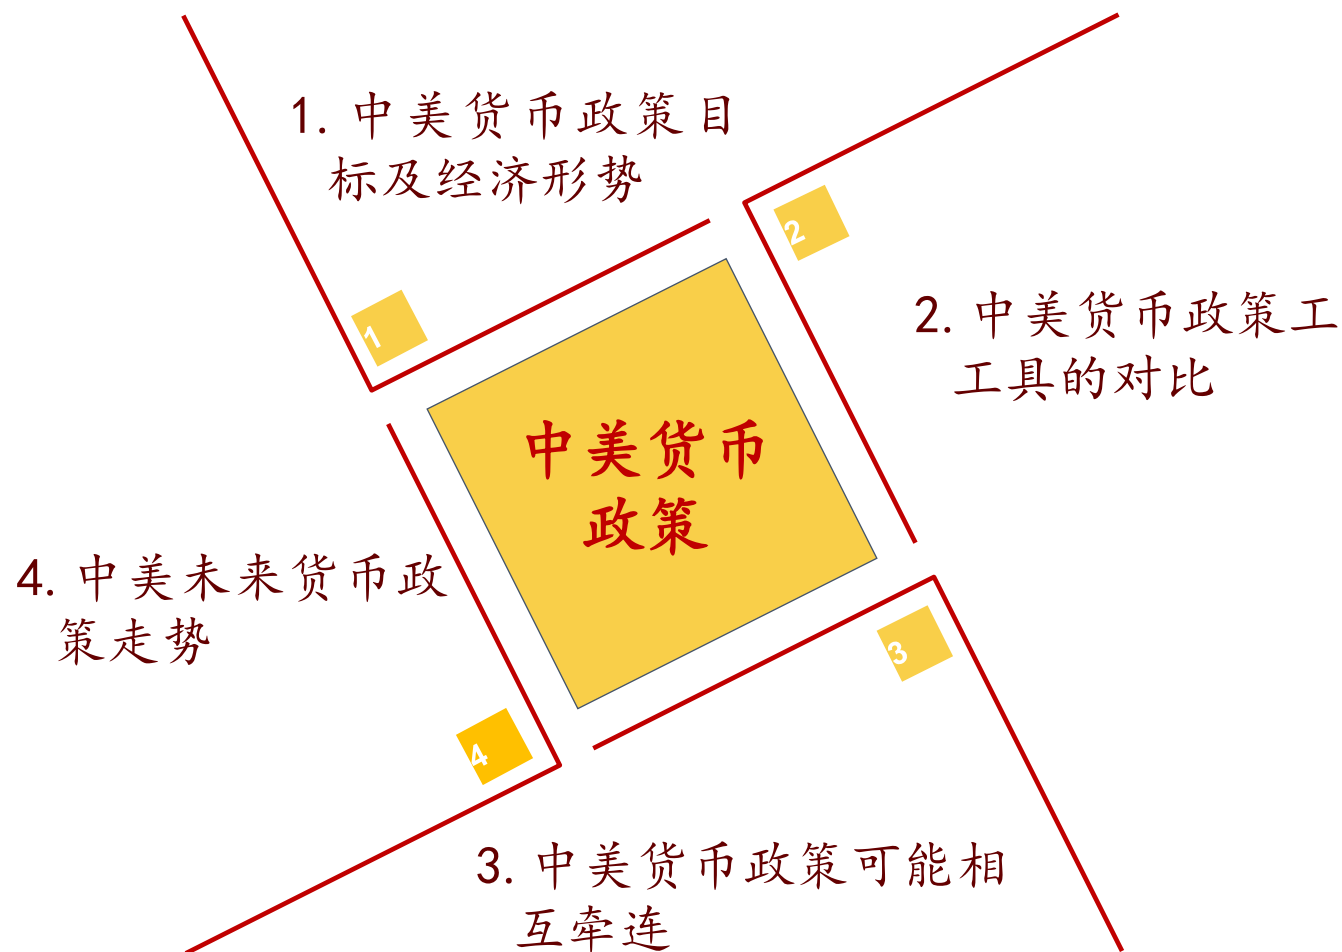 1. 中美货币政策目
标及经济形势
1
2
2. 中美货币政策工
工具的对比
中美货币
政策
4. 中美未来货币政
策走势
3
4
3. 中美货币政策可能相
互牵连